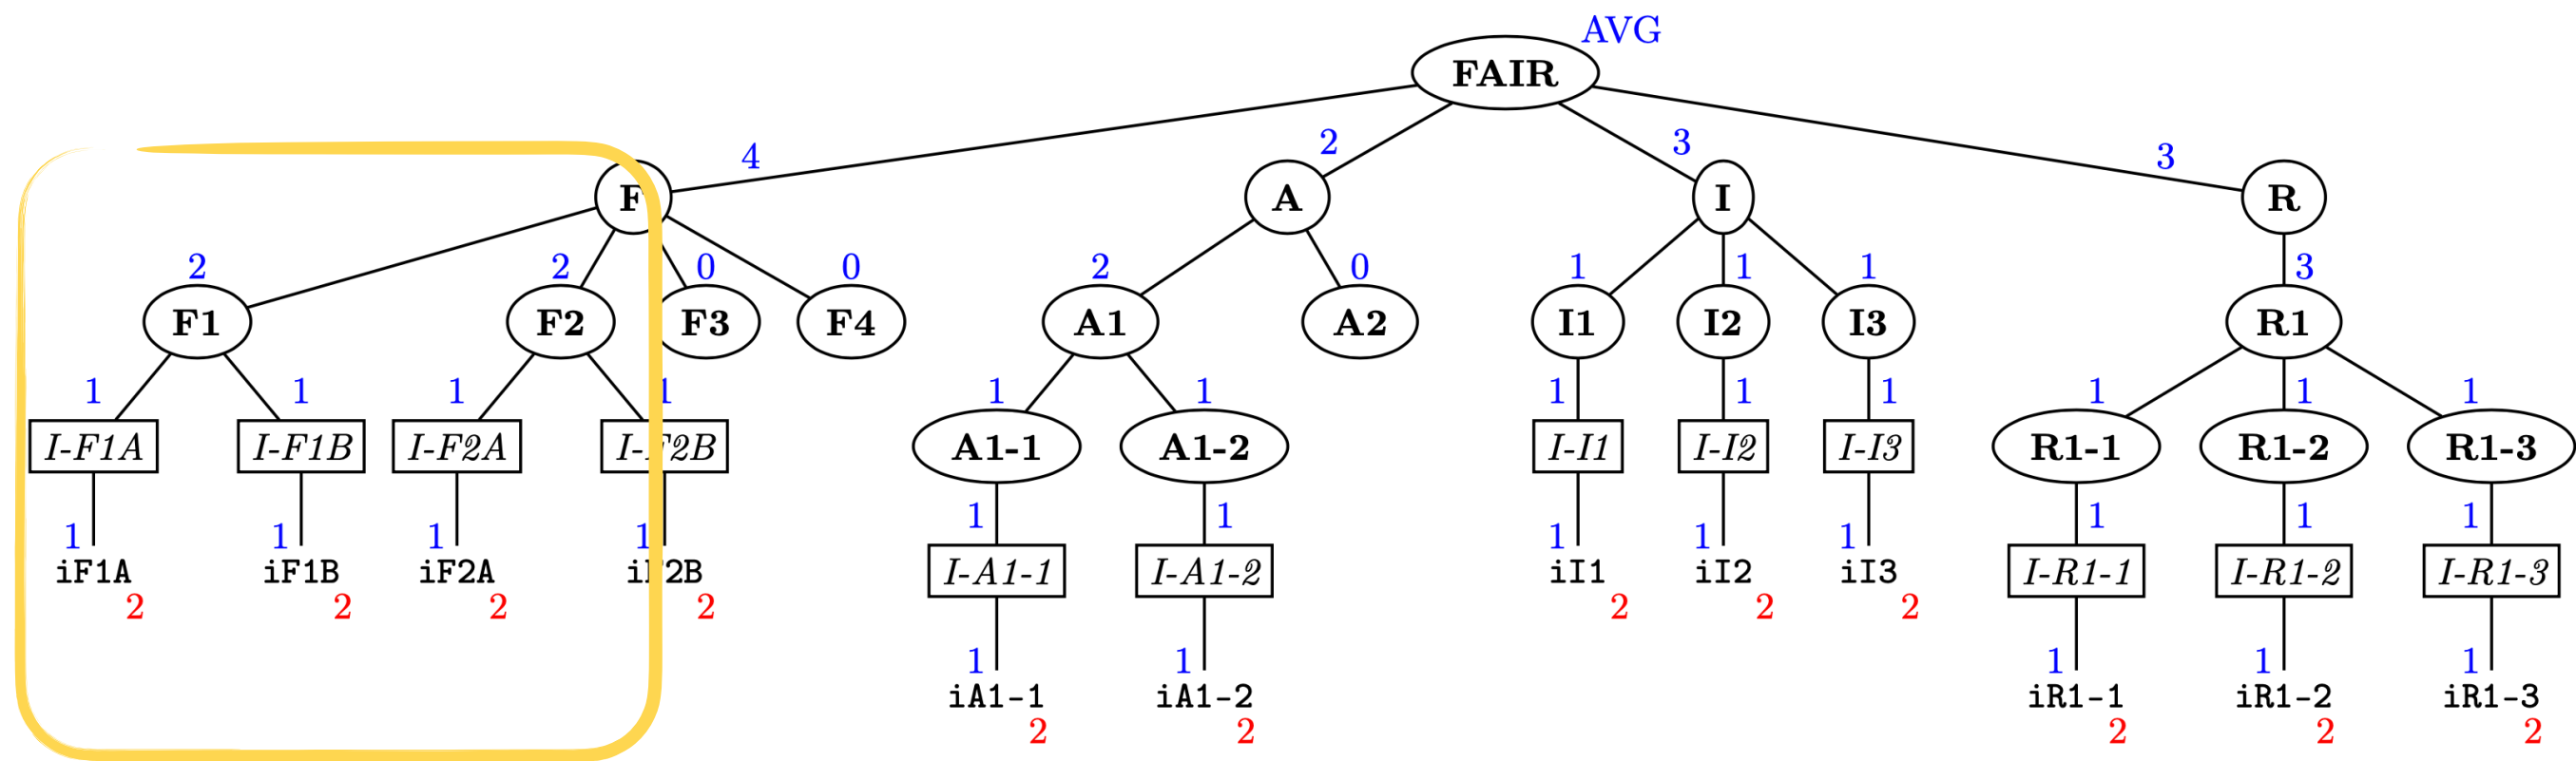 AVG
FAIR
4 2 3 3
F A I R
2 2 0 0 2 0 1 1 1 3
F1 F2 F3 F4 A1 A2 I1 I2 I3 R1
1 1 1 1 1 1 1 1 1 1 1 1
I-F1A I-F1B I-F2A I-F2B A1-1 A1-2 I-I1 I-I2 I-I3 R1-1 R1-2 R1-3
1 1 1 1 1
1 1 1 1 1 1 1
iF1A iF1B iF2A iF2B I-A1-1 I-A1-2 iI1 iI2 iI3 I-R1-1 I-R1-2 I-R1-3
2 2 2 2 2 2 2
1 1 1 1 1
iA1-1 iA1-2 iR1-1 iR1-2 iR1-3
2 2 2 2 2